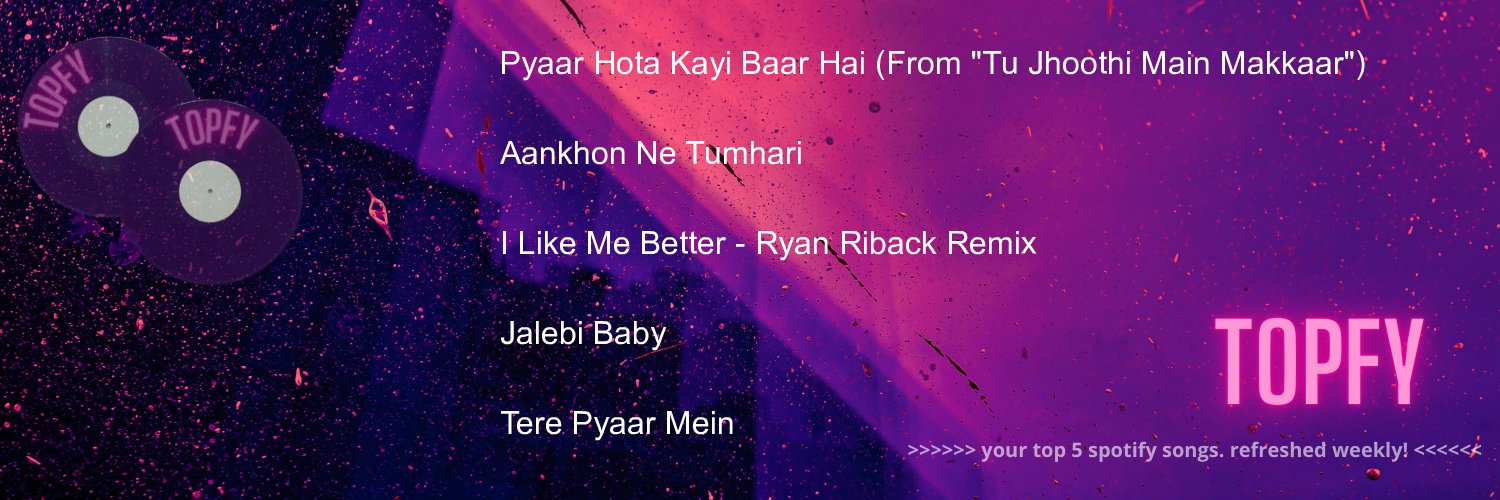 TOPFY
TOPFY
Pyaar Hota Kayi Baar Hai (From "Tu Jhoothi Main Makkaar")
Aankhon Ne Tumhari
I Like Me Better - Ryan Riback Remix
Jalebi Baby
Tere Pyaar Mein
TOPFY
>>>>>> your top 5 spotify songs. refreshed weekly! <<<<<<